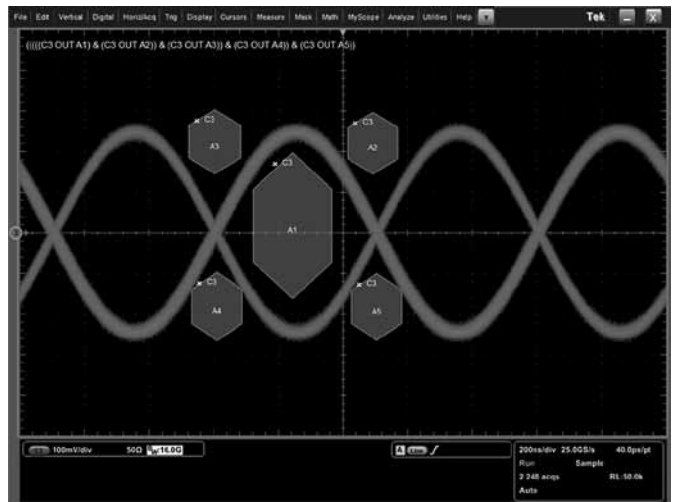 File Edit Vertical Digital Horiz/Acq Trig Display Cursors Measure Mask Math MyScope Analyze Utilities Help Tek X
(((((C3 OUT A1) & (C3 OUT A2)) & (C3 OUT A3)) & (C3 OUT A4)) & (C3 OUT A5))
C3
A3
C3
A2
C3
A1
C3
A4
C3
A5
100mV/div 50Ω BW:16.0G
A
200ns/div 25.0GS/s 40.0ps/pt
Run Sample
2 248 acqs RL:50.0k
Auto